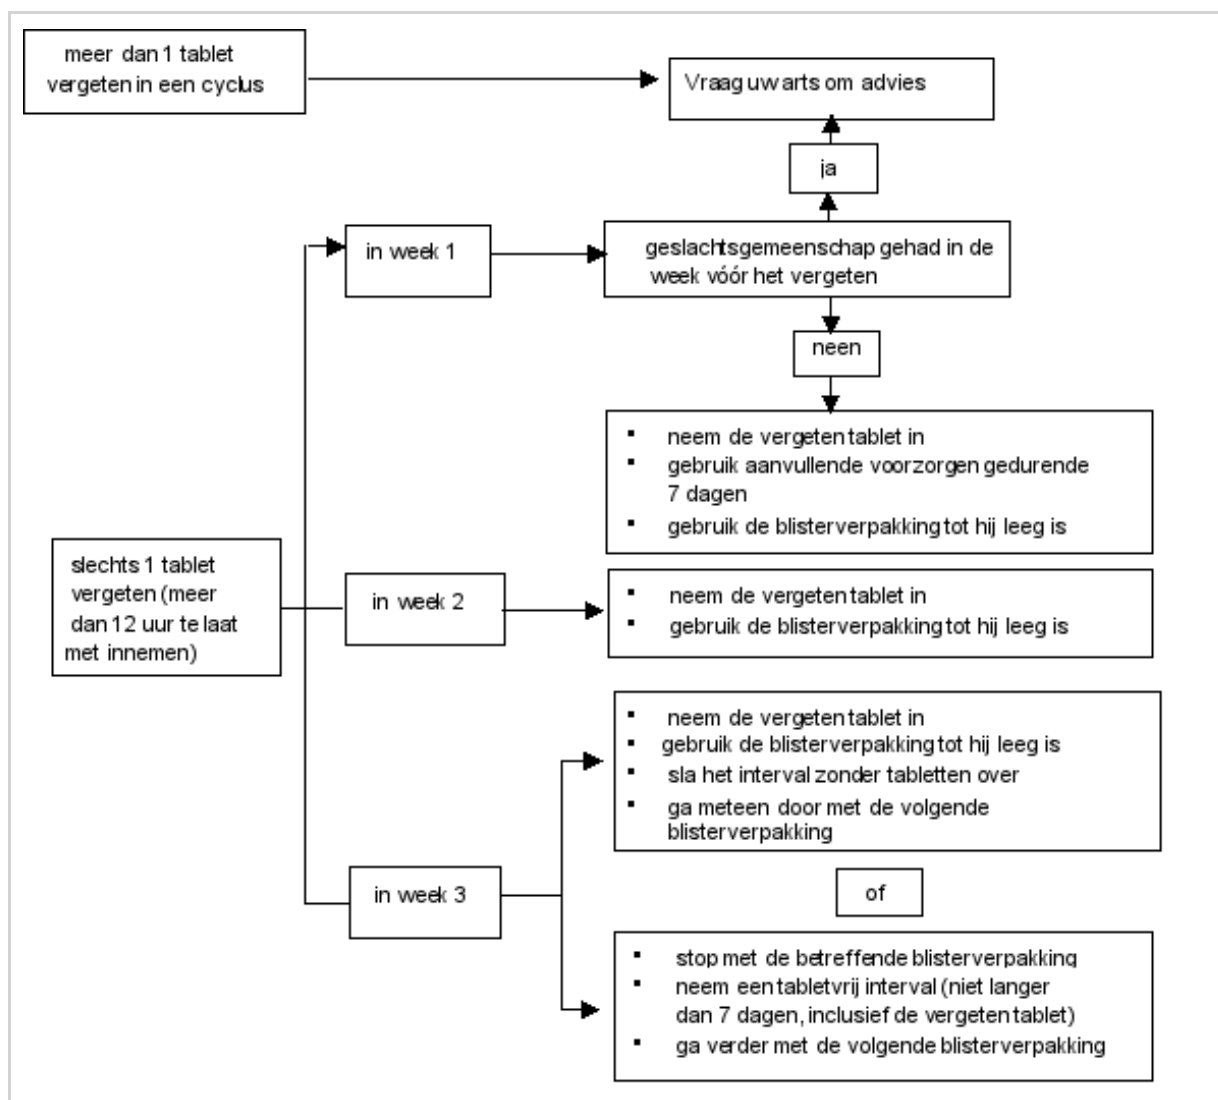 meer dan 1 tablet
vergeten in een cyclus
Vraag uw arts om advies
ja
in week 1
geslachtsgemeenschap gehad in de
week vóór het vergeten
neen
▪ neem de vergeten tablet in
▪ gebruik aanvullende voorzorgen gedurende
7 dagen
▪ gebruik de blisterverpakking tot hij leeg is
slechts 1 tablet
vergeten (meer
dan 12 uur te laat
met innemen)
in week 2
▪ neem de vergeten tablet in
▪ gebruik de blisterverpakking tot hij leeg is
▪ neem de vergeten tablet in
▪ gebruik de blisterverpakking tot hij leeg is
▪ sla het interval zonder tabletten over
▪ ga meteen door met de volgende
blisterverpakking
in week 3
of
▪ stop met de betreffende blisterverpakking
▪ neem een tabletvrij interval (niet langer
dan 7 dagen, inclusief de vergeten tablet)
▪ ga verder met de volgende blisterverpakking